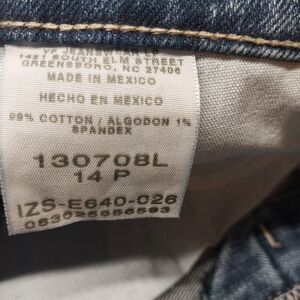 VF JEANSWEAR LP
1421 SOUTH ELM STREET
GREENSBORO, NC 27406
MADE IN MEXICO
HECHO EN MEXICO
99% COTTON / ALGODON 1%
SPANDEX
130708L
14 P
IZS-E640-026